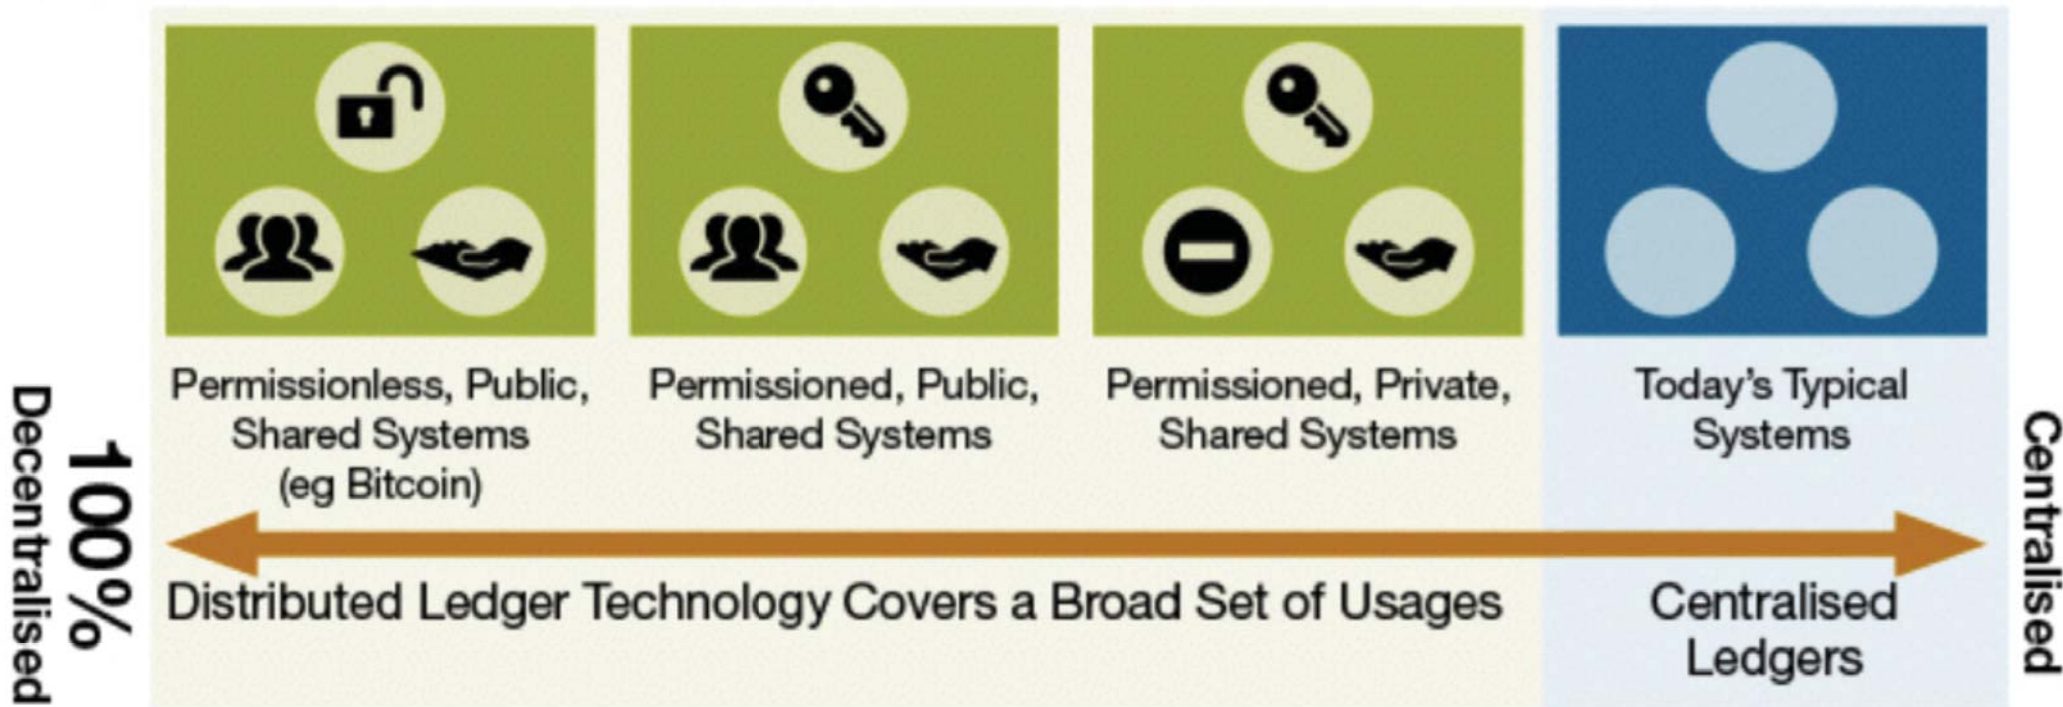 Permissionless, Public,
Shared Systems
(eg Bitcoin)
Permissioned, Public,
Shared Systems
Permissioned, Private,
Shared Systems
Today's Typical
Systems
100%
Decentralised
Centralised
Distributed Ledger Technology Covers a Broad Set of Usages
Centralised
Ledgers